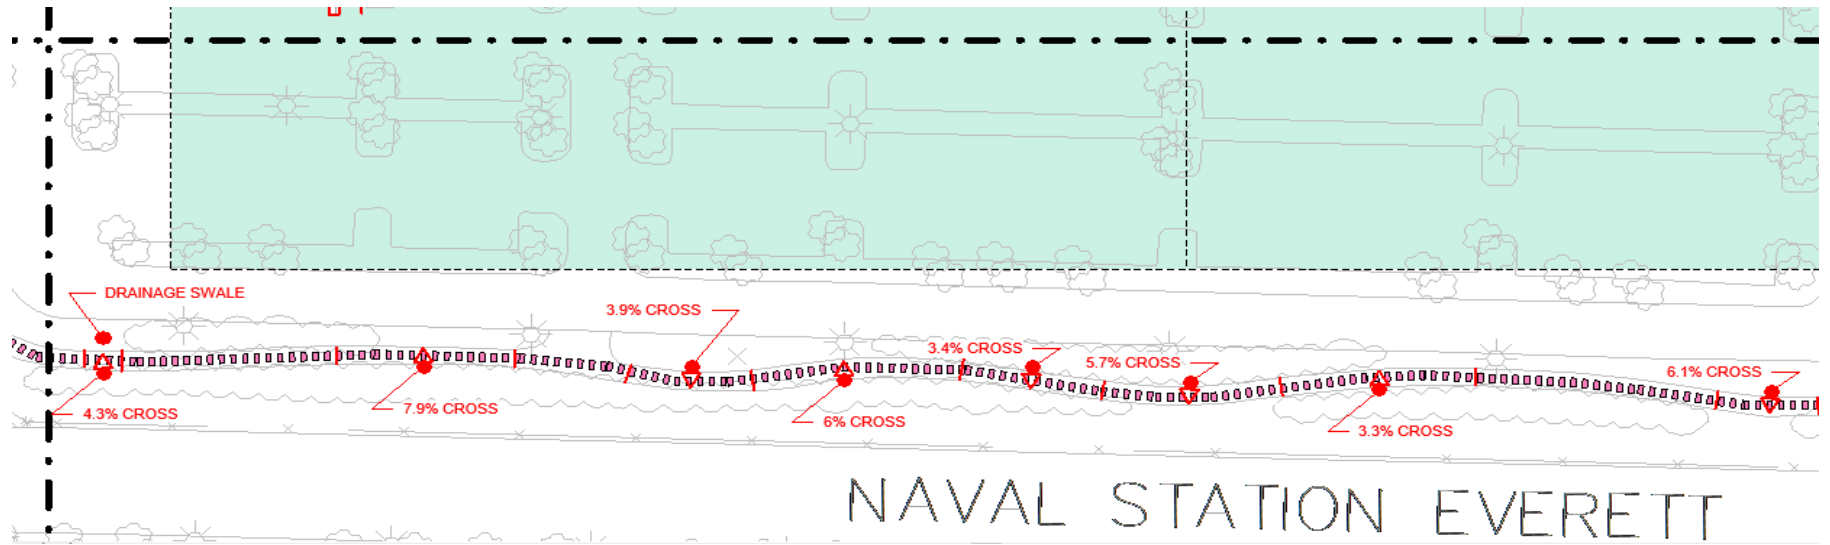 DRAINAGE SWALE
3.9% CROSS
3.4% CROSS
5.7% CROSS
6.1% CROSS
4.3% CROSS
7.9% CROSS
6% CROSS
3.3% CROSS
NAVAL STATION EVERETT